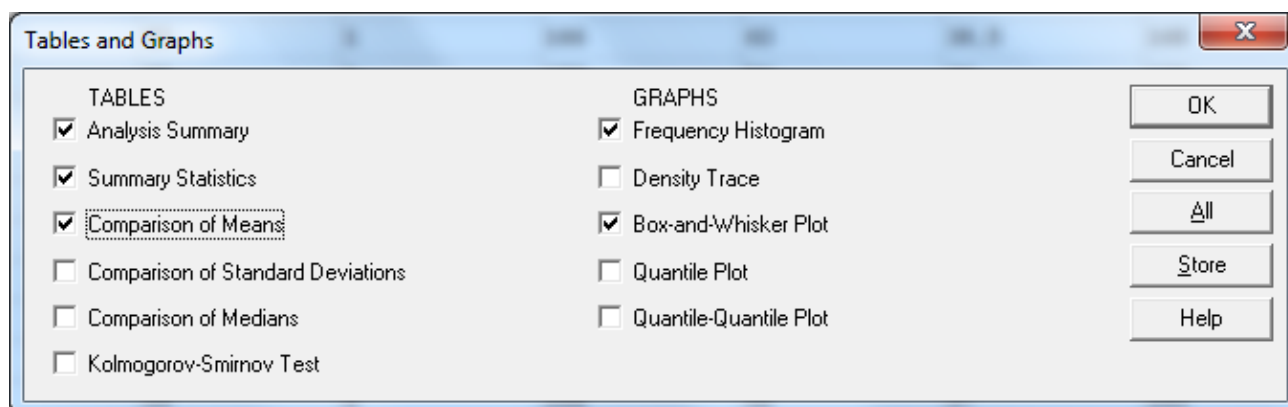 Tables and Graphs
TABLES
Analysis Summary
Summary Statistics
Comparison of Means
Comparison of Standard Deviations
Comparison of Medians
Kolmogorov-Smirnov Test
GRAPHS
Frequency Histogram
Density Trace
Box-and-Whisker Plot
Quantile Plot
Quantile-Quantile Plot
OK
Cancel
All
Store
Help